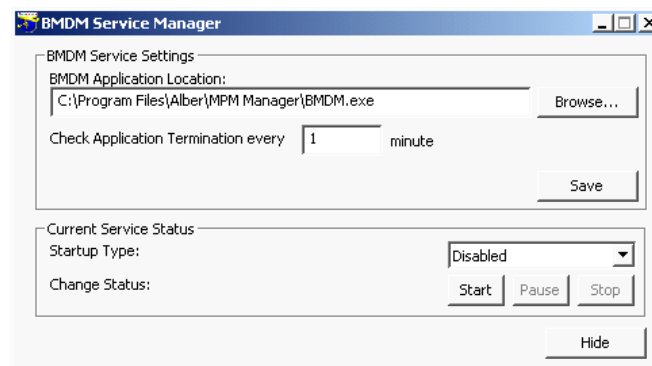 BMDM Service Manager
BMDM Service Settings
BMDM Application Location:
C:\Program Files\Alber\MPM Manager\BMDM.exe Browse...
Check Application Termination every 1 minute
Save
Current Service Status
Startup Type: Disabled
Change Status: Start Pause Stop
Hide